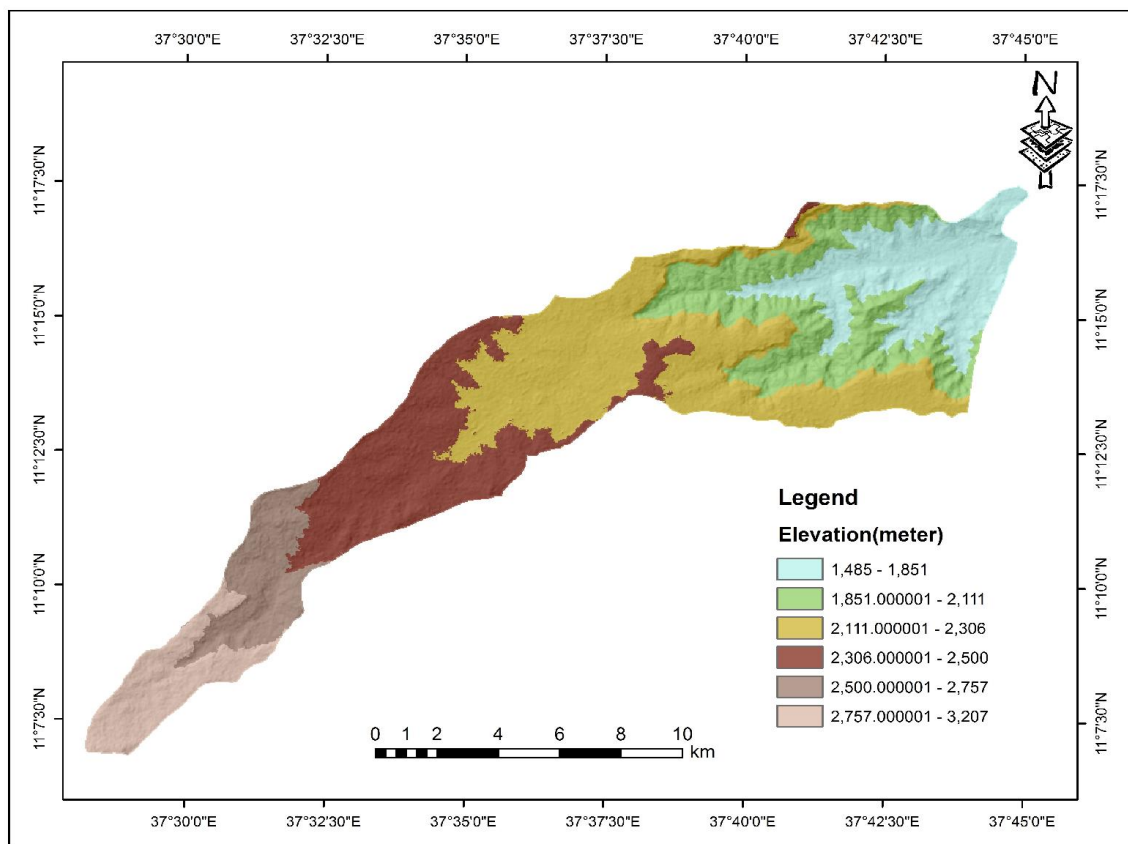 37°30'0"E 37°32'30"E 37°35'0"E 37°37'30"E 37°40'0"E 37°42'30"E 37°45'0"E
N
11°17'30"N 11°17'30"N
11°15'0"N 11°15'0"N
11°12'30"N 11°12'30"N
Legend
Elevation(meter)
1,485 - 1,851
11°10'0"N 11°10'0"N
1,851.000001 - 2,111
2,111.000001 - 2,306
2,306.000001 - 2,500
2,500.000001 - 2,757
2,757.000001 - 3,207
11°7'30"N 11°7'30"N
0 1 2 4 6 8 10
km
37°30'0"E 37°32'30"E 37°35'0"E 37°37'30"E 37°40'0"E 37°42'30"E 37°45'0"E